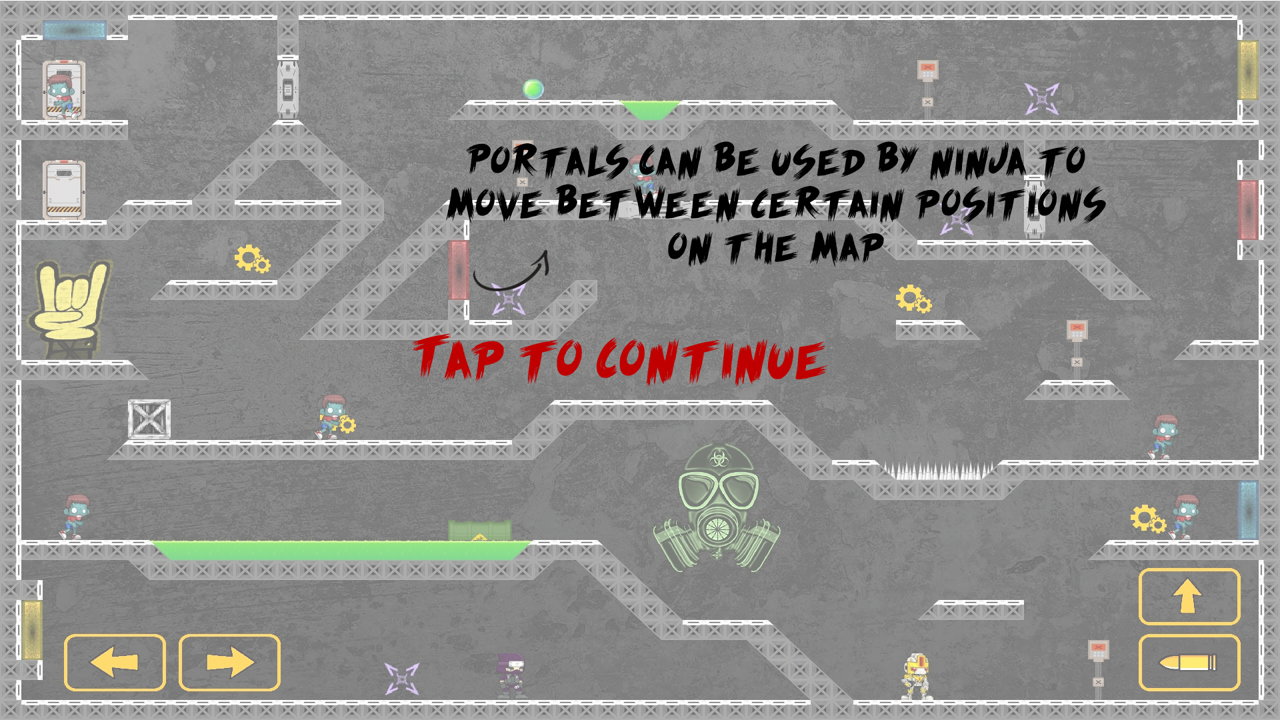 PORTALS CAN BE USED BY NINJA TO
MOVE BETWEEN CERTAIN POSITIONS
ON THE MAP
TAP TO CONTINUE